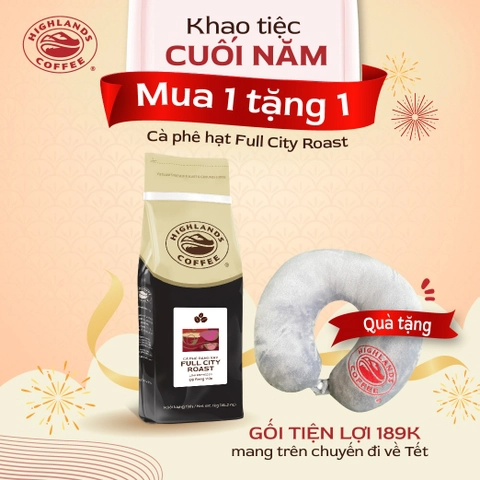 HIGHLANDS
COFFEE
®
Khao tiệc
CUỐI NĂM
Mua 1 tặng 1
Cà phê hạt Full City Roast
HIGHLANDS
COFFEE
®
FULL CITY
ROAST
Quà tặng
HIGHLANDS
COFFEE
GỐI TIỆN LỢI 189K
mang trên chuyến đi về Tết